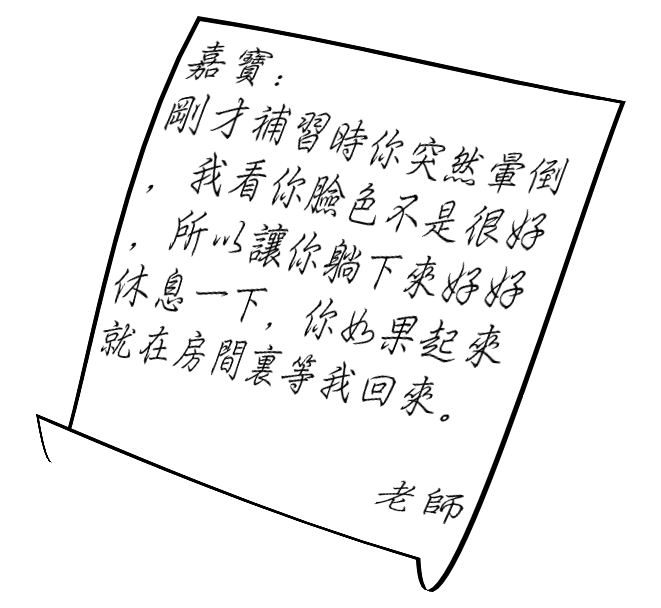 嘉寶：
剛才補習時你突然暈倒
，我看你臉色不是很好
，所以讓你躺下來好好
休息一下，你如果起來
就在房間裏等我回來。
老師